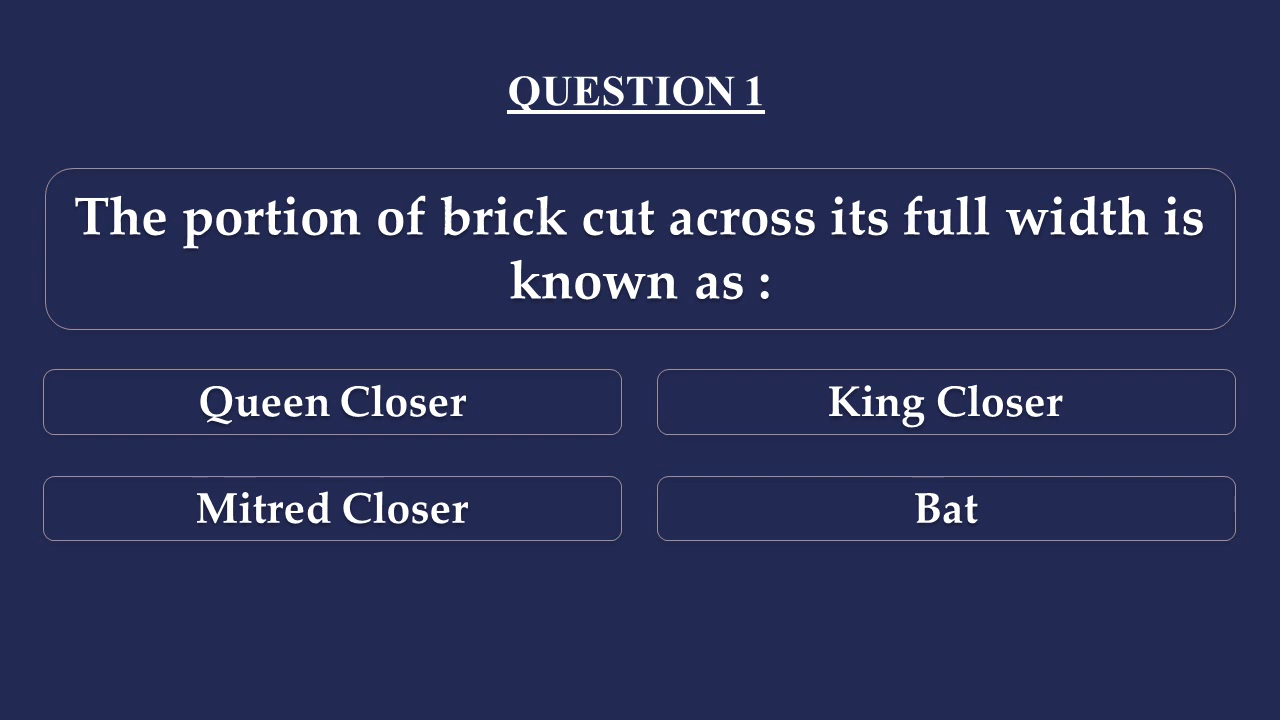 QUESTION 1
The portion of brick cut across its full width is
known as :
Queen Closer
King Closer
Mitred Closer
Bat